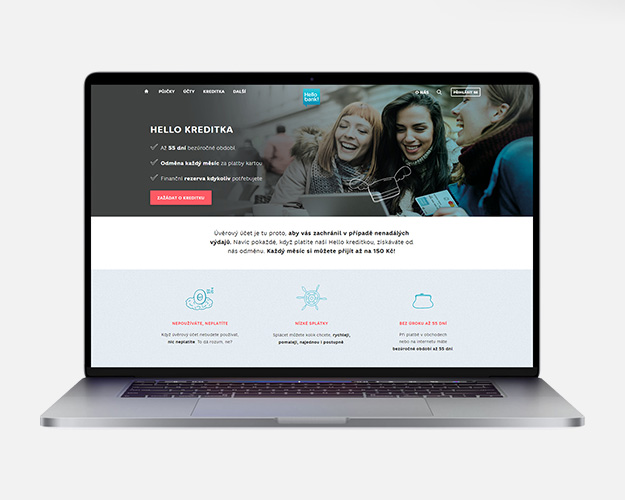 PŮJČKY ÚČTY KREDITKA DALŠÍ
Hello bank!
O NÁS
PŘIHLÁSIT SE
HELLO KREDITKA
Až 55 dní bezúročné období
Odměna každý měsíc za platby kartou
Finanční rezerva kdykoliv potřebujete
ZAŽÁDAT O KREDITKU
Úvěrový účet je tu proto, aby vás zachránil v případě nenadálých
výdajů. Navíc pokaždé, když platíte naší Hello kreditkou, získáváte od
nás odměnu. Každý měsíc si můžete přijít až na 150 Kč!
NEPOUŽÍVÁTE, NEPLATÍTE
Když úvěrový účet nebudete používat,
nic neplatíte. To dá rozum, ne?
NÍZKÉ SPLÁTKY
Splácet můžete kolik chcete, rychleji,
pomaleji, najednou i postupně.
BEZ ÚROKU AŽ 55 DNÍ
Při platbě v obchodech
nebo na internetu máte
bezúročné období až 55 dní